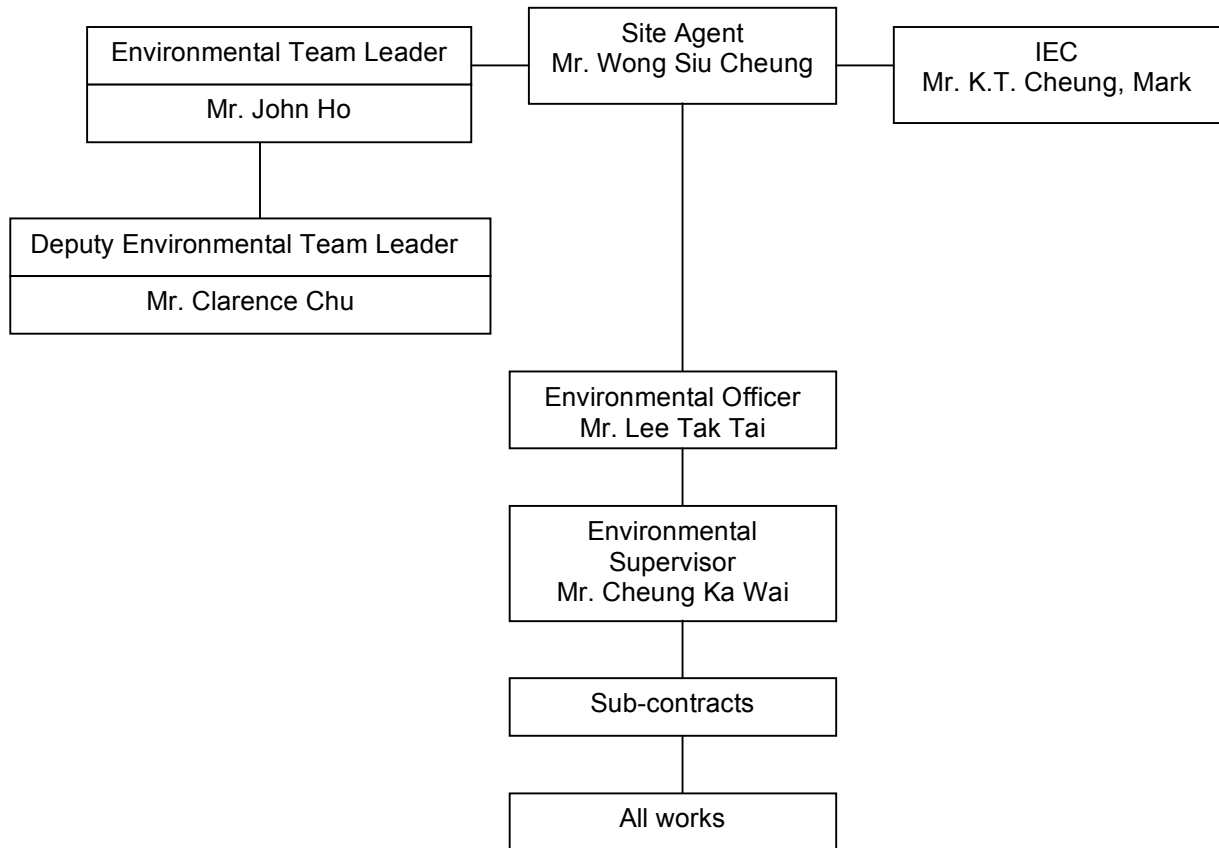 Environmental Team Leader
Mr. John Ho
Site Agent
Mr. Wong Siu Cheung
IEC
Mr. K.T. Cheung, Mark
Deputy Environmental Team Leader
Mr. Clarence Chu
Environmental Officer
Mr. Lee Tak Tai
Environmental
Supervisor
Mr. Cheung Ka Wai
Sub-contracts
All works